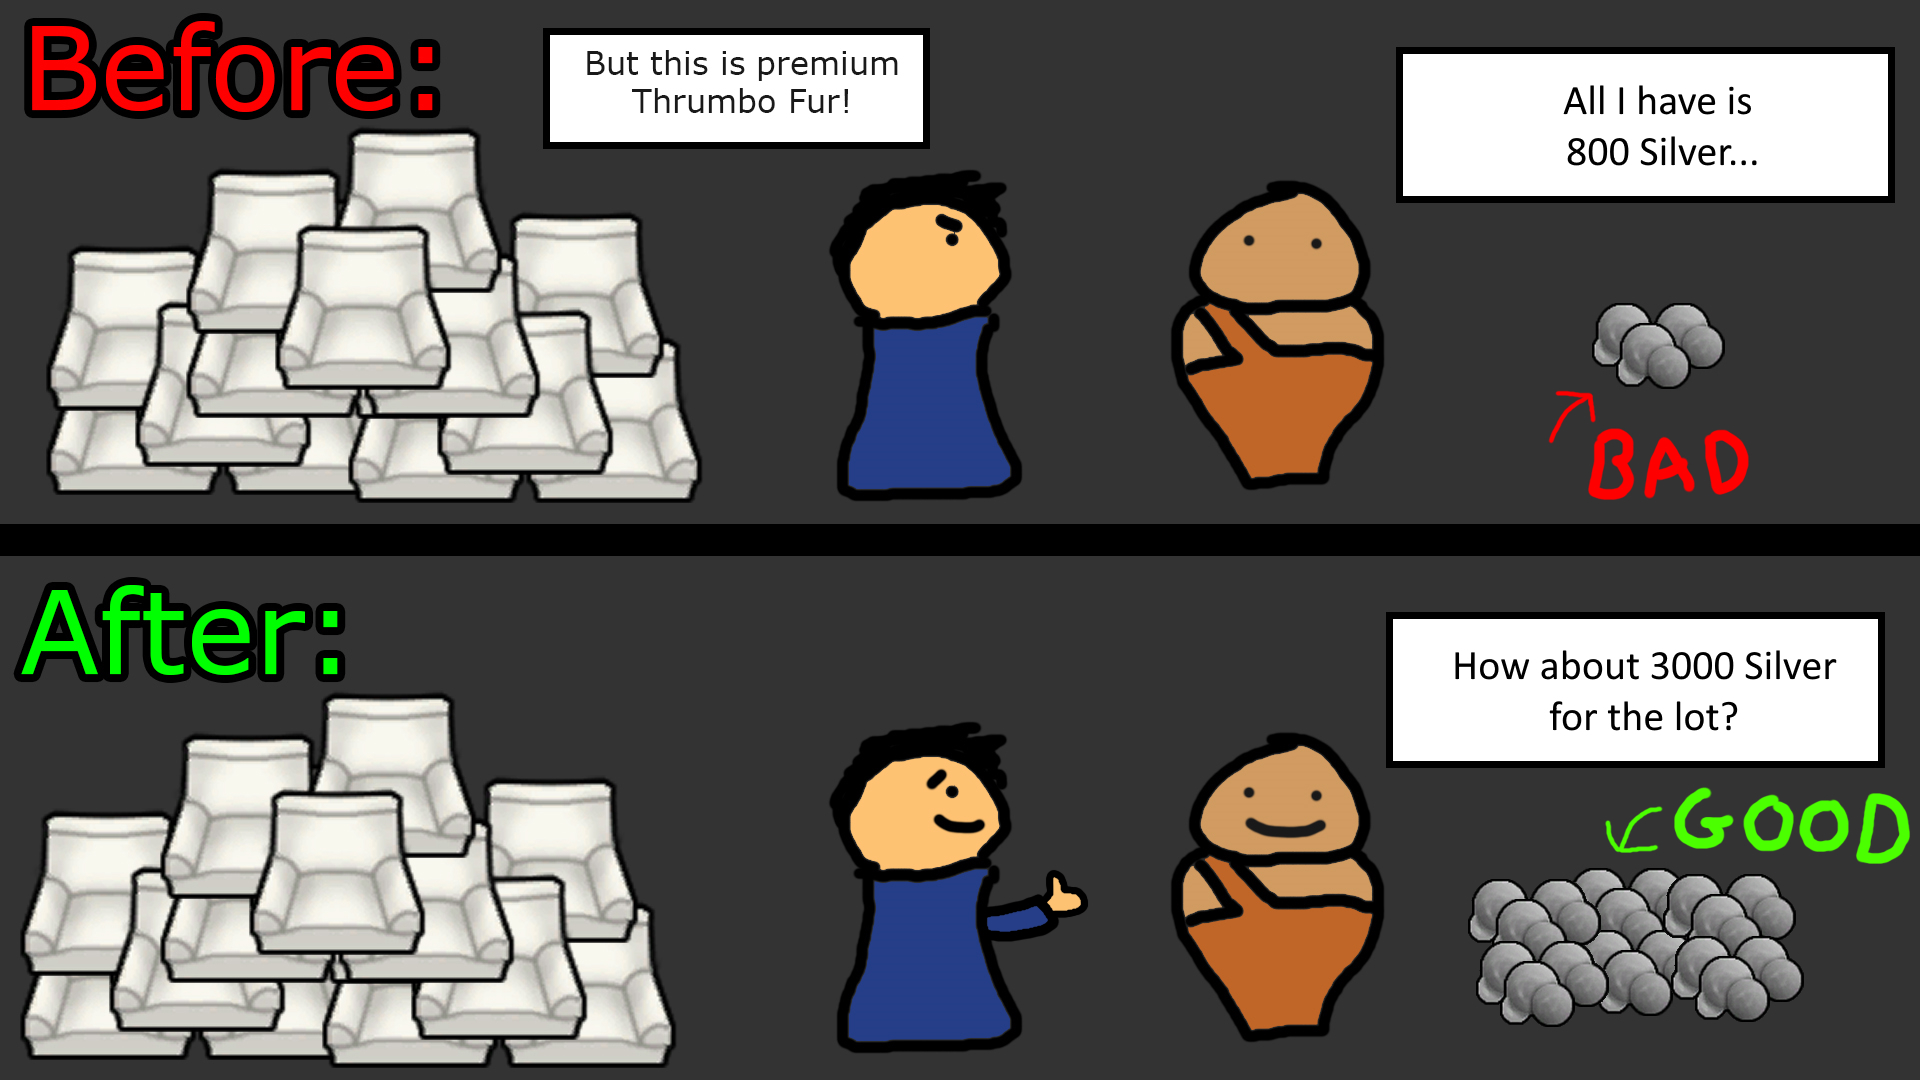 Before:
But this is premium
Thrumbo Fur!
All I have is
800 Silver...
BAD
After:
How about 3000 Silver
for the lot?
GOOD